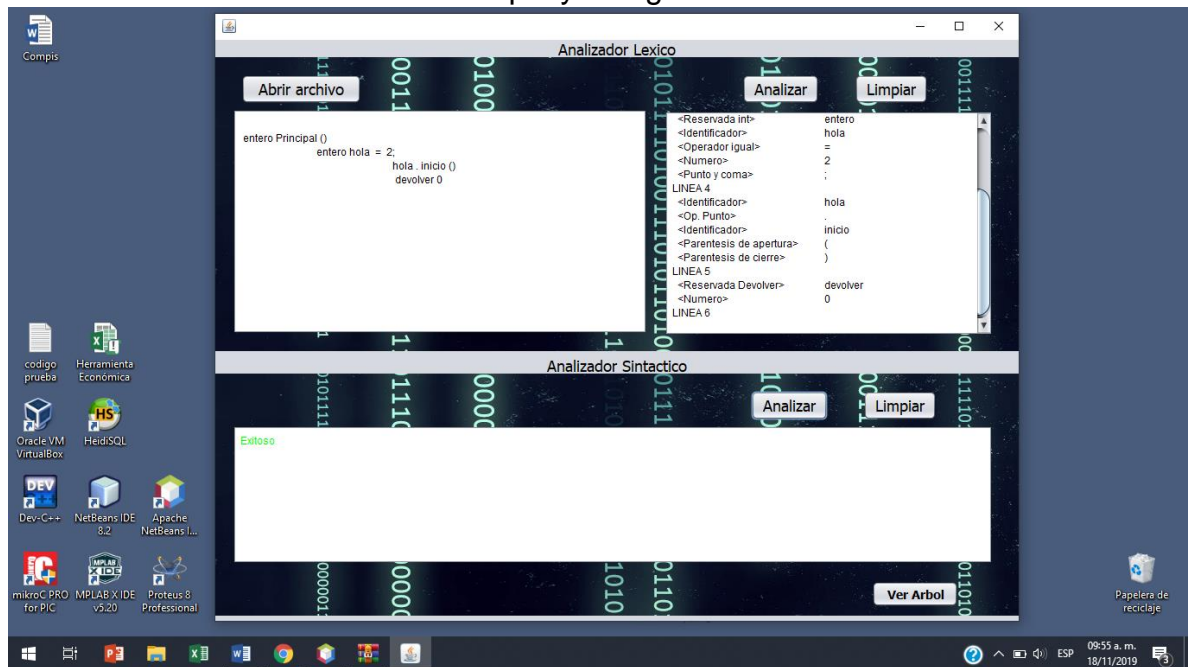 Compis
Analizador Lexico
Abrir archivo
Analizar
Limpiar
entero Principal ()
entero hola = 2;
hola . inicio ()
devolver 0
<Reservada int> entero
<Identificador> hola
<Operador igual> =
<Numero> 2
<Punto y coma> ;
LINEA 4
<Identificador> hola
<Op. Punto> .
<Identificador> inicio
<Parentesis de apertura> (
<Parentesis de cierre> )
LINEA 5
<Reservada Devolver> devolver
<Numero> 0
LINEA 6
Analizador Sintactico
Analizar
Limpiar
Exitoso
Ver Arbol
codigo prueba
Herramienta Económica
Oracle VM VirtualBox
HeidiSQL
HS
DEV
Dev-C++
NetBeans IDE 8.2
Apache NetBeans I...
mikroC PRO for PIC
MPLAB X IDE v5.20
Proteus 8 Professional
Papelera de reciclaje
ESP
09:55 a. m.
18/11/2019